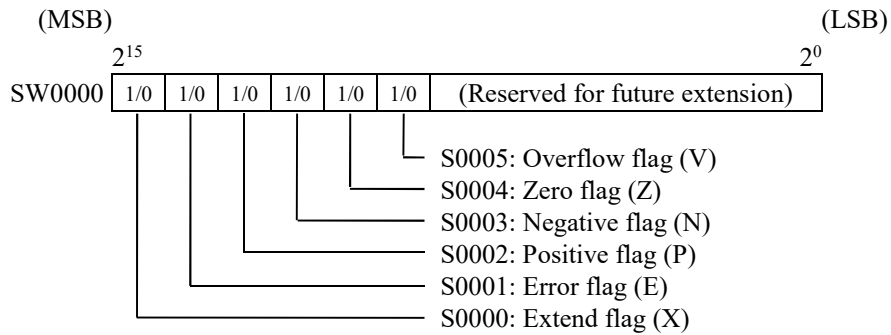 (MSB) (LSB)
2¹⁵ 2⁰
SW0000 1/0 1/0 1/0 1/0 1/0 1/0 (Reserved for future extension)
S0005: Overflow flag (V)
S0004: Zero flag (Z)
S0003: Negative flag (N)
S0002: Positive flag (P)
S0001: Error flag (E)
S0000: Extend flag (X)